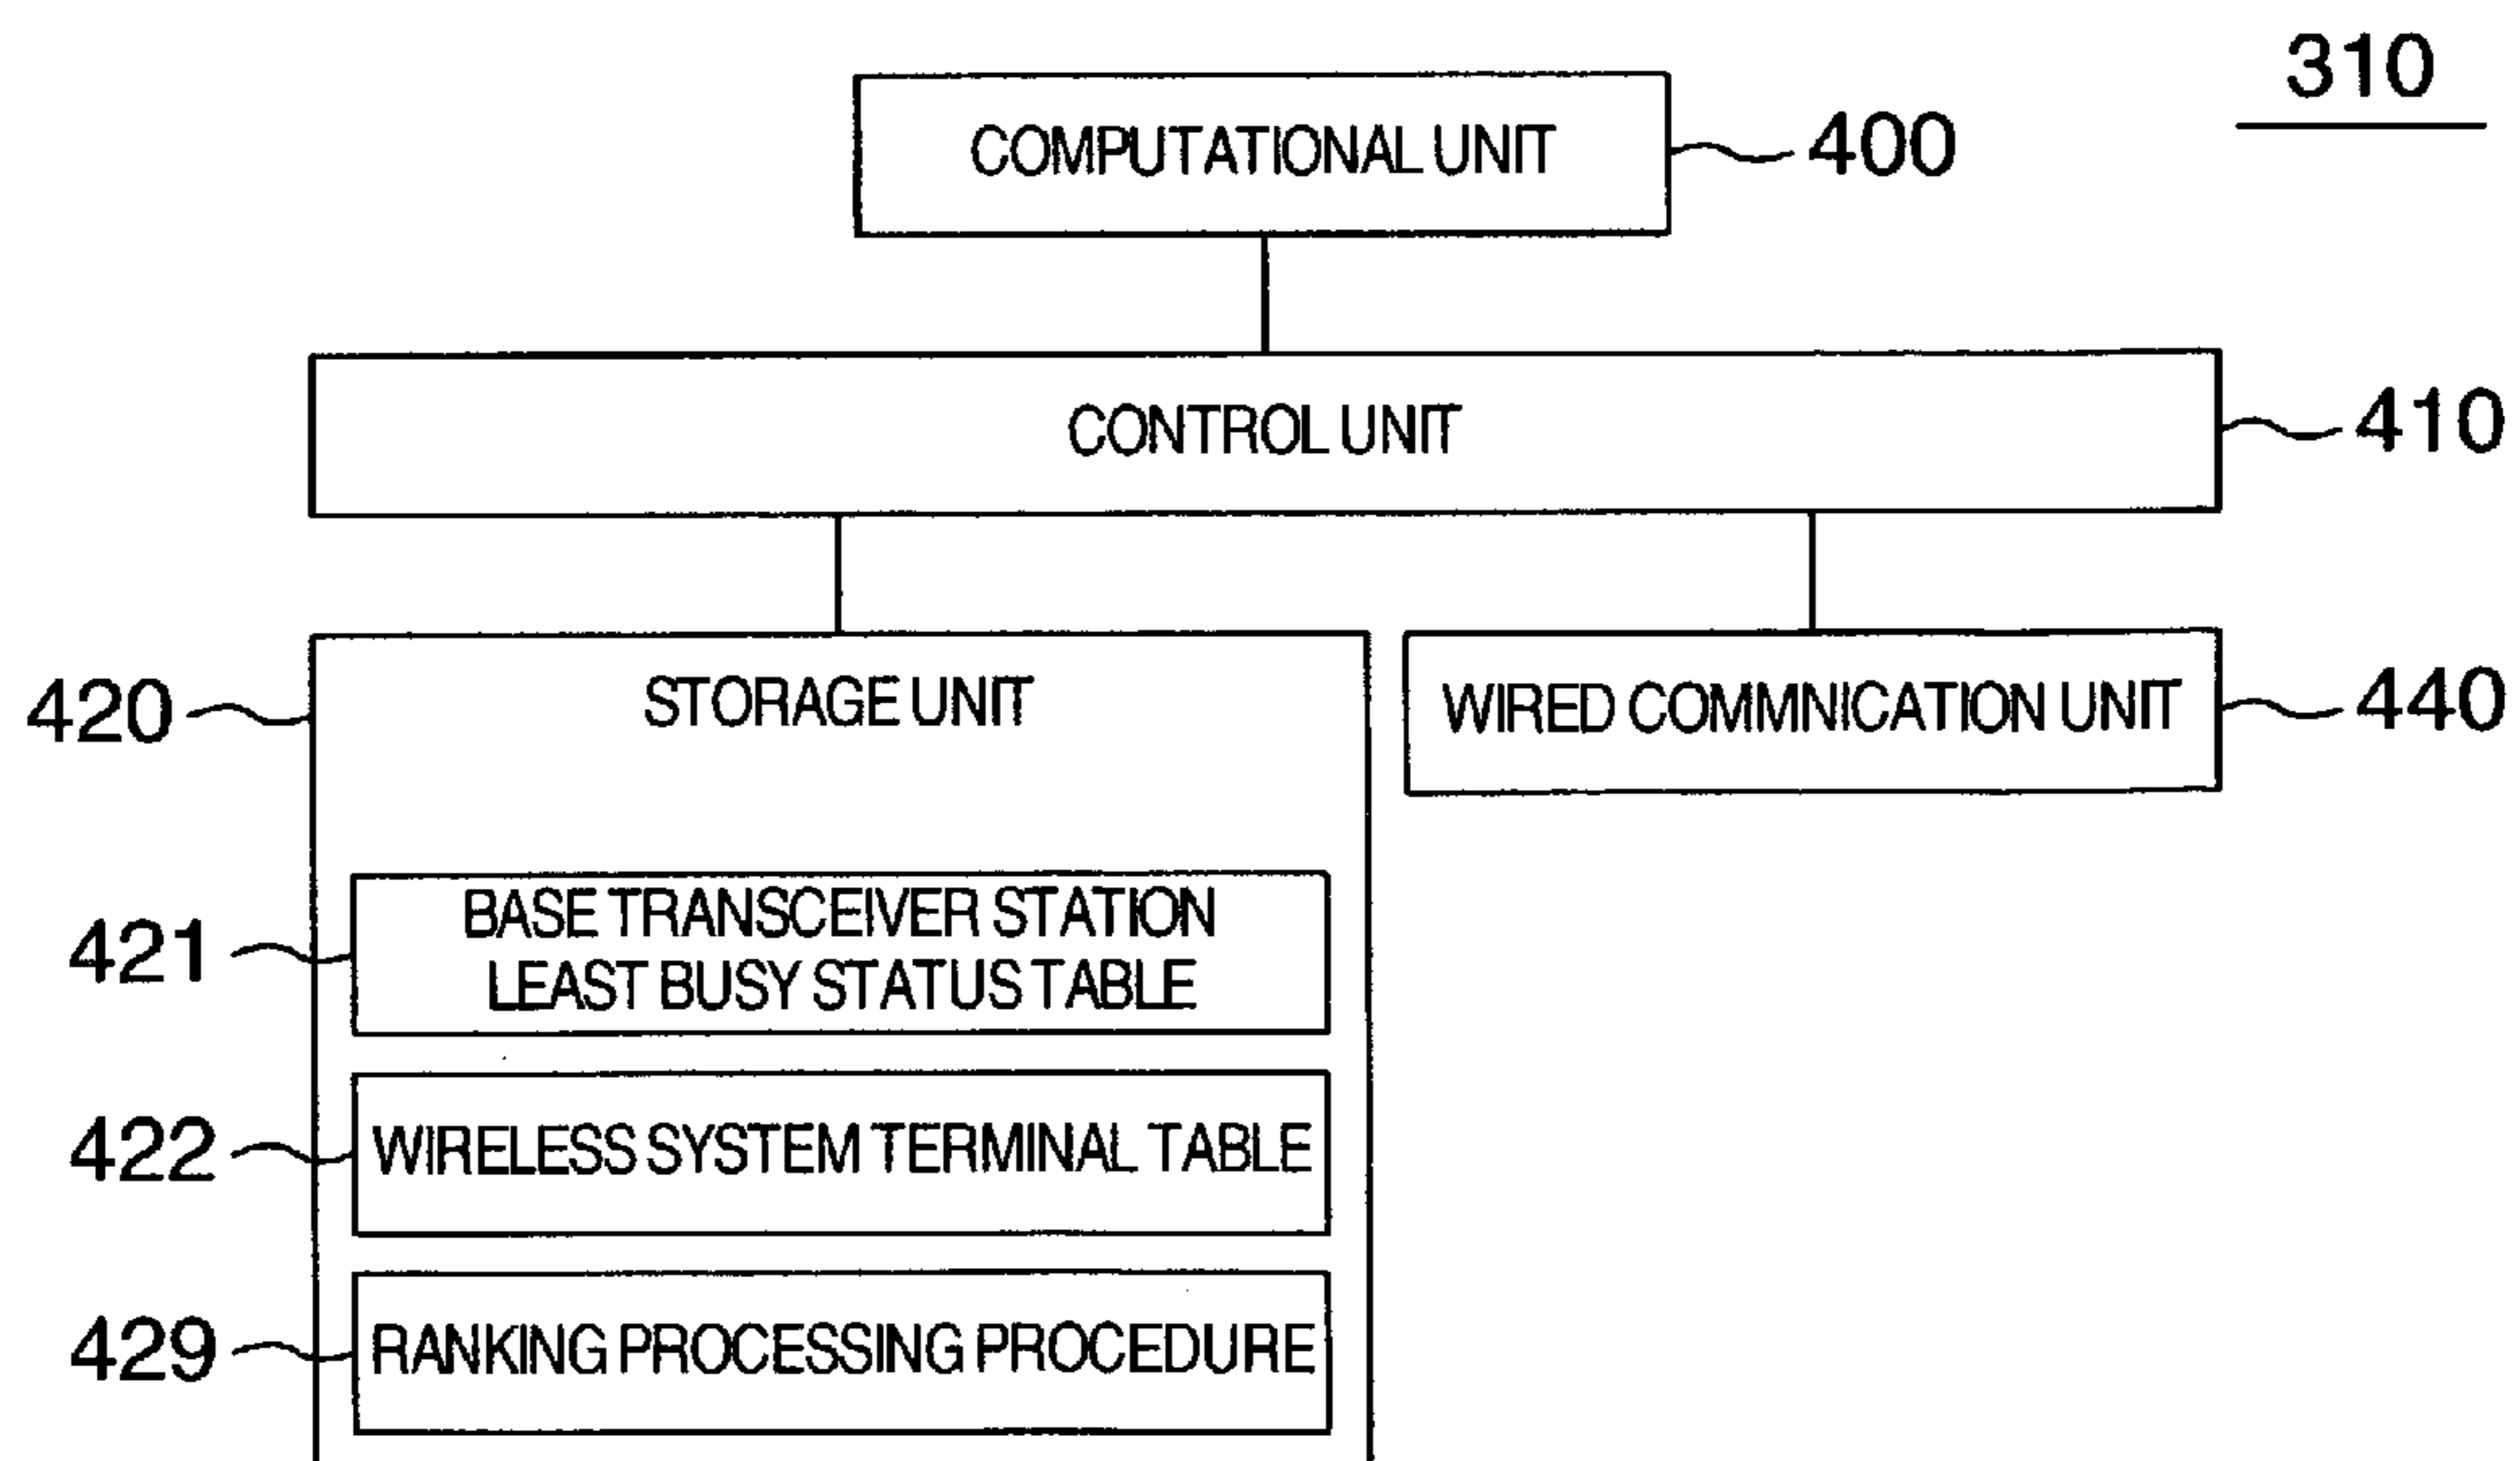 310
COMPUTATIONAL UNIT
400
CONTROL UNIT
410
420
STORAGE UNIT
WIRED COMMNICATION UNIT
440
421
BASE TRANSCEIVER STATION
LEAST BUSY STATUS TABLE
422
WIRELESS SYSTEM TERMINAL TABLE
429
RANKING PROCESSING PROCEDURE